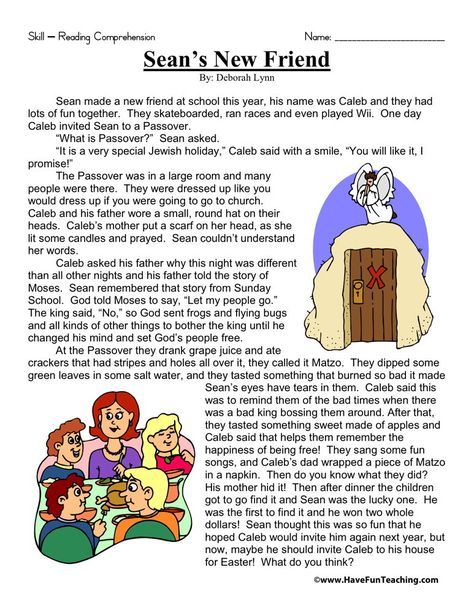 Skill – Reading Comprehension Name: ________________________
Sean's New Friend
By: Deborah Lynn
Sean made a new friend at school this year, his name was Caleb and they had
lots of fun together. They skateboarded, ran races and even played Wii. One day
Caleb invited Sean to a Passover.
"What is Passover?" Sean asked.
"It is a very special Jewish holiday," Caleb said with a smile, "You will like it, I
promise!"
The Passover was in a large room and many
people were there. They were dressed up like you
would dress up if you were going to go to church.
Caleb and his father wore a small, round hat on their
heads. Caleb's mother put a scarf on her head, as she
lit some candles and prayed. Sean couldn't understand
her words.
Caleb asked his father why this night was different
than all other nights and his father told the story of
Moses. Sean remembered that story from Sunday
School. God told Moses to say, "Let my people go."
The king said, "No," so God sent frogs and flying bugs
and all kinds of other things to bother the king until he
changed his mind and set God's people free.
At the Passover they drank grape juice and ate
crackers that had stripes and holes all over it, they called it Matzo. They dipped some
green leaves in some salt water, and they tasted something that burned so bad it made
Sean's eyes have tears in them. Caleb said this
was to remind them of the bad times when there
was a bad king bossing them around. After that,
they tasted something sweet made of apples and
Caleb said that helps them remember the
happiness of being free! They sang some fun
songs, and Caleb's dad wrapped a piece of Matzo
in a napkin. Then do you know what they did?
His mother hid it! Then after dinner the children
got to go find it and Sean was the lucky one. He
was the first to find it and he won two whole
dollars! Sean thought this was so fun that he
hoped Caleb would invite him again next year, but
now, maybe he should invite Caleb to his house
for Easter! What do you think?
©www.HaveFunTeaching.com